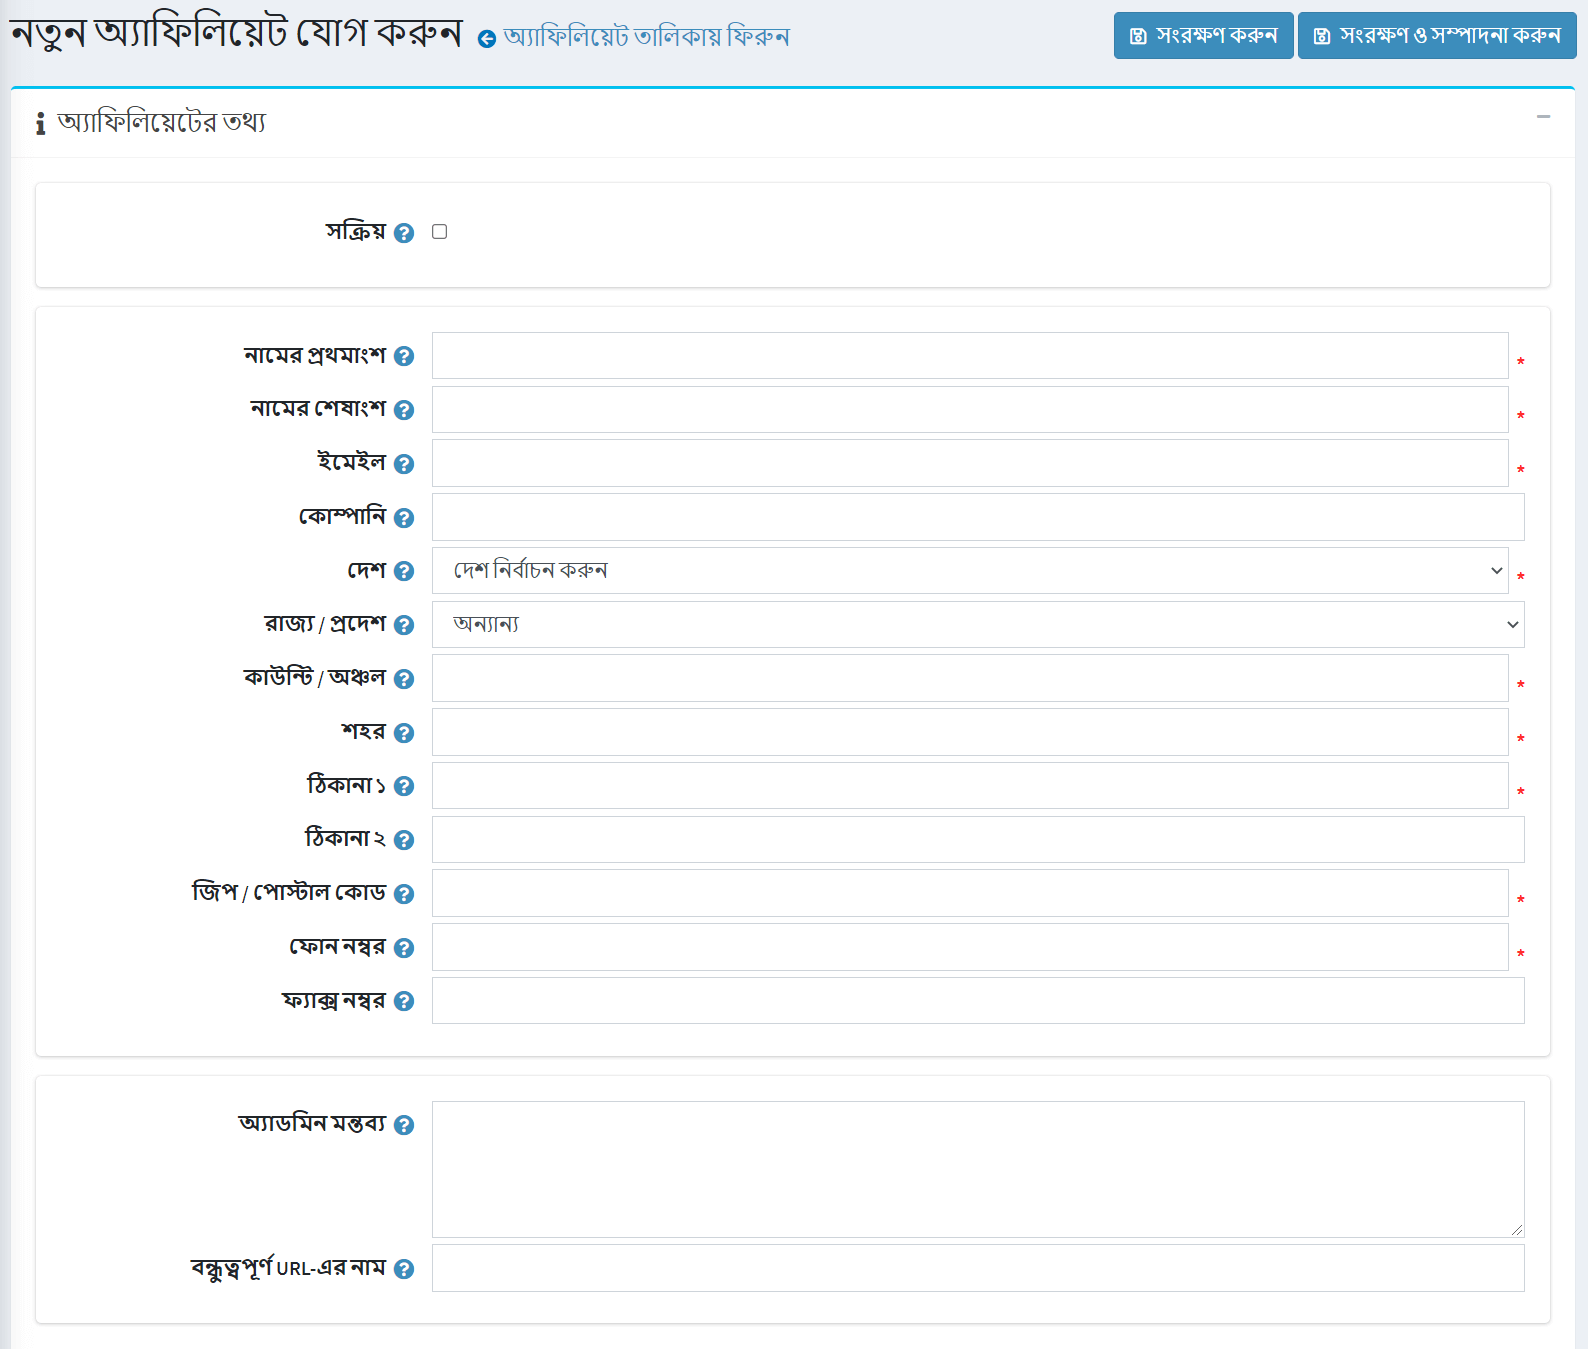 নতুন অ্যাফিলিয়েট যোগ করুন অ্যাফিলিয়েট তালিকায় ফিরুন সংরক্ষণ করুন সংরক্ষণ ও সম্পাদনা করুন
অ্যাফিলিয়েটের তথ্য
সক্রিয়
নামের প্রথমাংশ *
নামের শেষাংশ *
ইমেইল *
কোম্পানি
দেশ দেশ নির্বাচন করুন *
রাজ্য / প্রদেশ অন্যান্য
কাউন্টি / অঞ্চল *
শহর *
ঠিকানা ১ *
ঠিকানা ২
জিপ / পোস্টাল কোড *
ফোন নম্বর *
ফ্যাক্স নম্বর
অ্যাডমিন মন্তব্য
বন্ধুত্বপূর্ণ URL-এর নাম